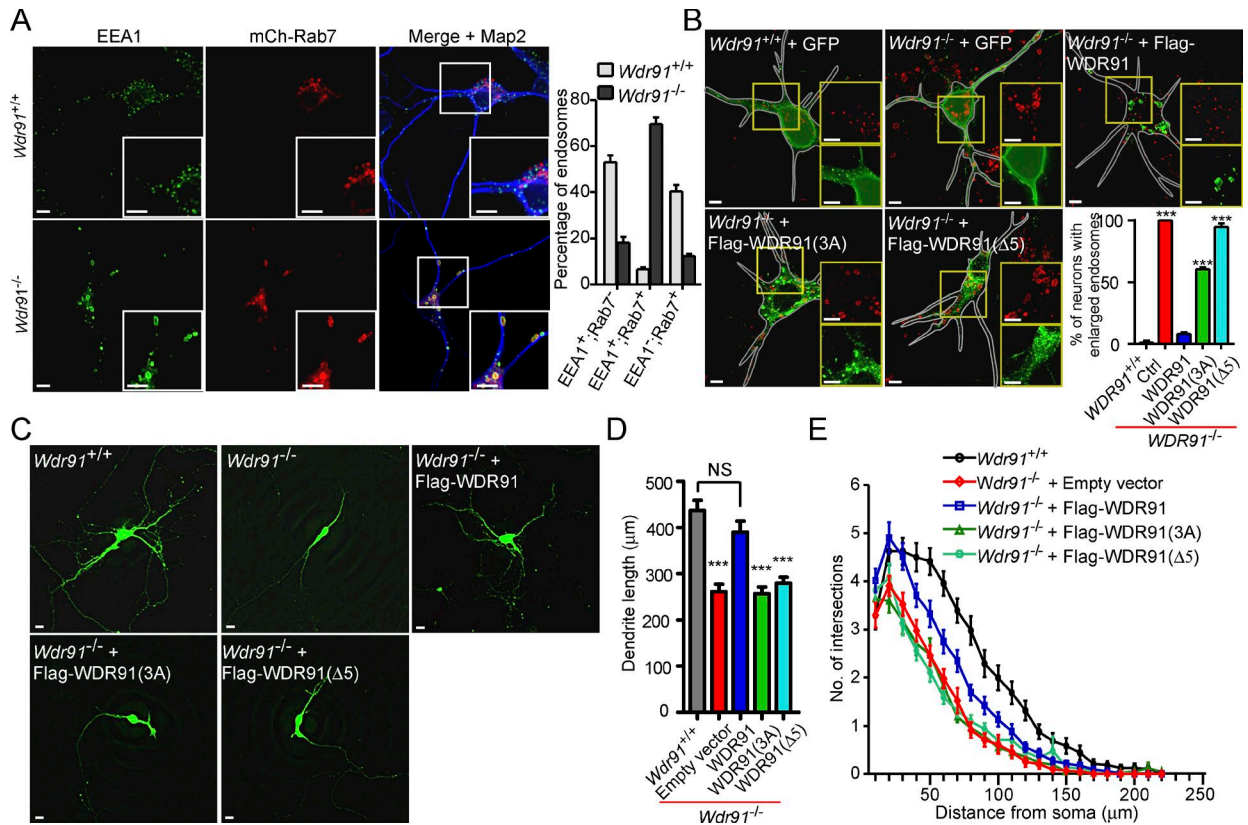 A
EEA1
mCh-Rab7
Merge + Map2
Wdr91+/+
Wdr91-/-
Wdr91+/+
Wdr91-/-
Percentage of endosomes
80
60
40
20
0
EEA1+;Rab7-
EEA1+;Rab7+
EEA1-;Rab7+
B
Wdr91+/+ + GFP
Wdr91-/- + GFP
Wdr91-/- + Flag-
WDR91
Wdr91-/- +
Flag-WDR91(3A)
Wdr91-/- +
Flag-WDR91(Δ5)
% of neurons with
enlarged endosomes
100
50
0
***
***
***
WDR91+/+
Ctrl
WDR91
WDR91(3A)
WDR91(Δ5)
WDR91-/-
C
Wdr91+/+
Wdr91-/-
Wdr91-/- +
Flag-WDR91
Wdr91-/- +
Flag-WDR91(3A)
Wdr91-/- +
Flag-WDR91(Δ5)
D
NS
Dendrite length (μm)
500
400
300
200
100
0
***
***
***
Wdr91+/+
Empty vector
WDR91
WDR91(3A)
WDR91(Δ5)
Wdr91-/-
E
Wdr91+/+
Wdr91-/- + Empty vector
Wdr91-/- + Flag-WDR91
Wdr91-/- + Flag-WDR91(3A)
Wdr91-/- + Flag-WDR91(Δ5)
No. of intersections
6
5
4
3
2
1
0
50 100 150 200 250
Distance from soma (μm)